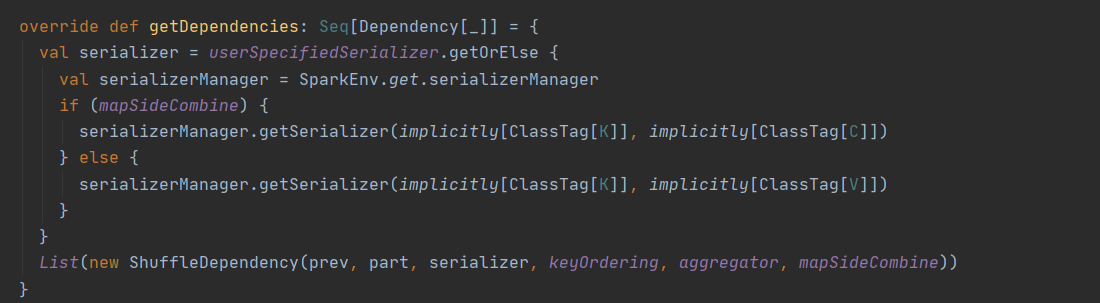 override def getDependencies: Seq[Dependency[_]] = {
  val serializer = userSpecifiedSerializer.getOrElse {
    val serializerManager = SparkEnv.get.serializerManager
    if (mapSideCombine) {
      serializerManager.getSerializer(implicitly[ClassTag[K]], implicitly[ClassTag[C]])
    } else {
      serializerManager.getSerializer(implicitly[ClassTag[K]], implicitly[ClassTag[V]])
    }
  }
  List(new ShuffleDependency(prev, part, serializer, keyOrdering, aggregator, mapSideCombine))
}